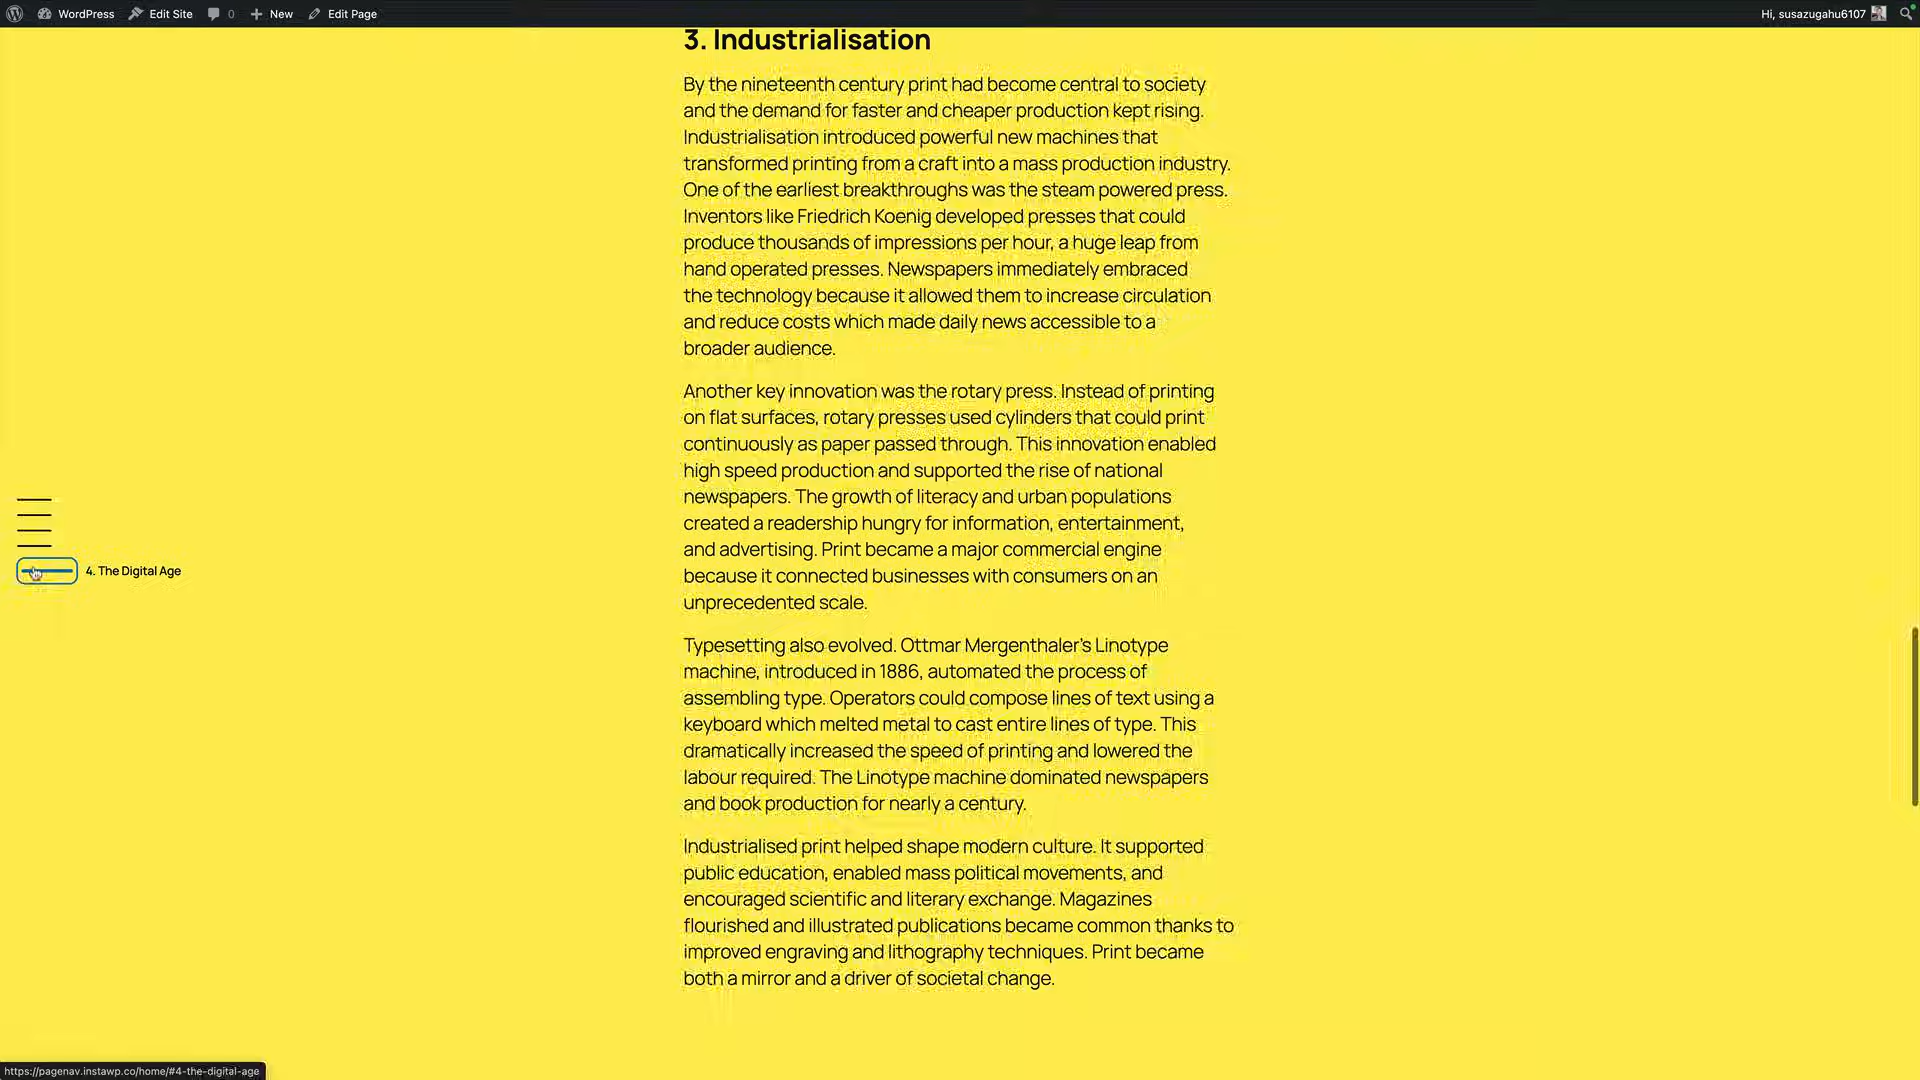 WordPress Edit Site 0 New Edit Page Hi, susazugahu6107
3. Industrialisation
By the nineteenth century print had become central to society
and the demand for faster and cheaper production kept rising.
Industrialisation introduced powerful new machines that
transformed printing from a craft into a mass production industry.
One of the earliest breakthroughs was the steam powered press.
Inventors like Friedrich Koenig developed presses that could
produce thousands of impressions per hour, a huge leap from
hand operated presses. Newspapers immediately embraced
the technology because it allowed them to increase circulation
and reduce costs which made daily news accessible to a
broader audience.
Another key innovation was the rotary press. Instead of printing
on flat surfaces, rotary presses used cylinders that could print
continuously as paper passed through. This innovation enabled
high speed production and supported the rise of national
newspapers. The growth of literacy and urban populations
created a readership hungry for information, entertainment,
and advertising. Print became a major commercial engine
because it connected businesses with consumers on an
unprecedented scale.
4. The Digital Age
Typesetting also evolved. Ottmar Mergenthaler’s Linotype
machine, introduced in 1886, automated the process of
assembling type. Operators could compose lines of text using a
keyboard which melted metal to cast entire lines of type. This
dramatically increased the speed of printing and lowered the
labour required. The Linotype machine dominated newspapers
and book production for nearly a century.
Industrialised print helped shape modern culture. It supported
public education, enabled mass political movements, and
encouraged scientific and literary exchange. Magazines
flourished and illustrated publications became common thanks to
improved engraving and lithography techniques. Print became
both a mirror and a driver of societal change.
https://pagenav.instawp.co/home/#4-the-digital-age